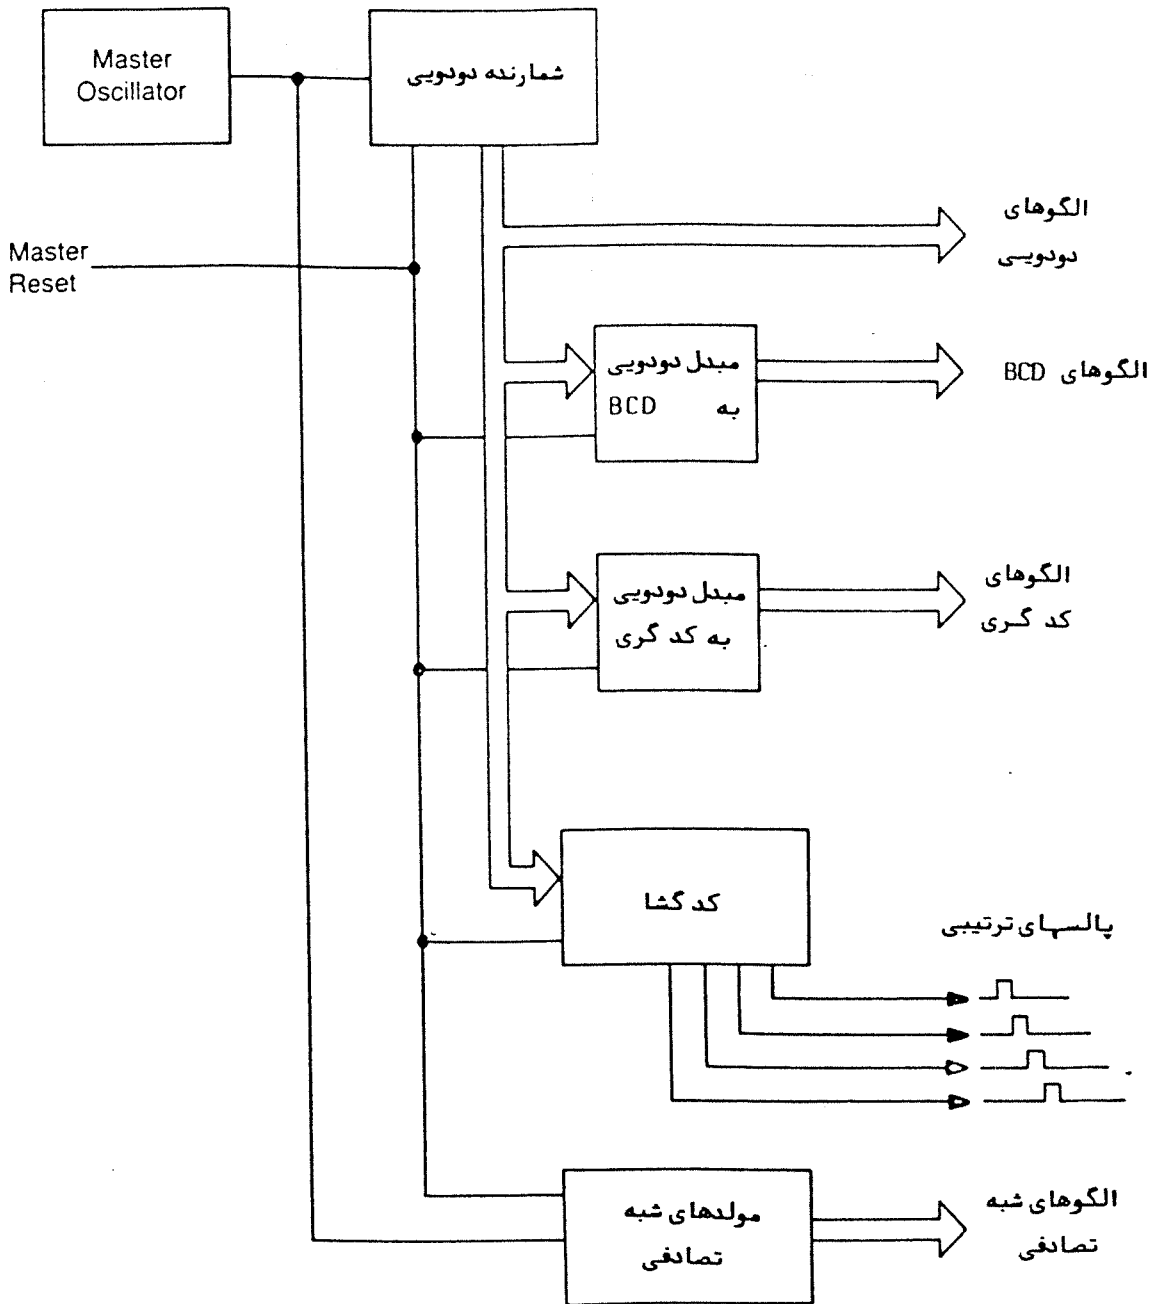 Master
Oscillator
شمارنده دودویی
Master
Reset
الگوهای
دودویی
مبدل دودویی
به BCD
الگوهای BCD
مبدل دودویی
به کد گری
الگوهای
کد گری
کد گشا
پالسهای ترتیبی
مولدهای شبه
تصادفی
الگوهای شبه
تصادفی